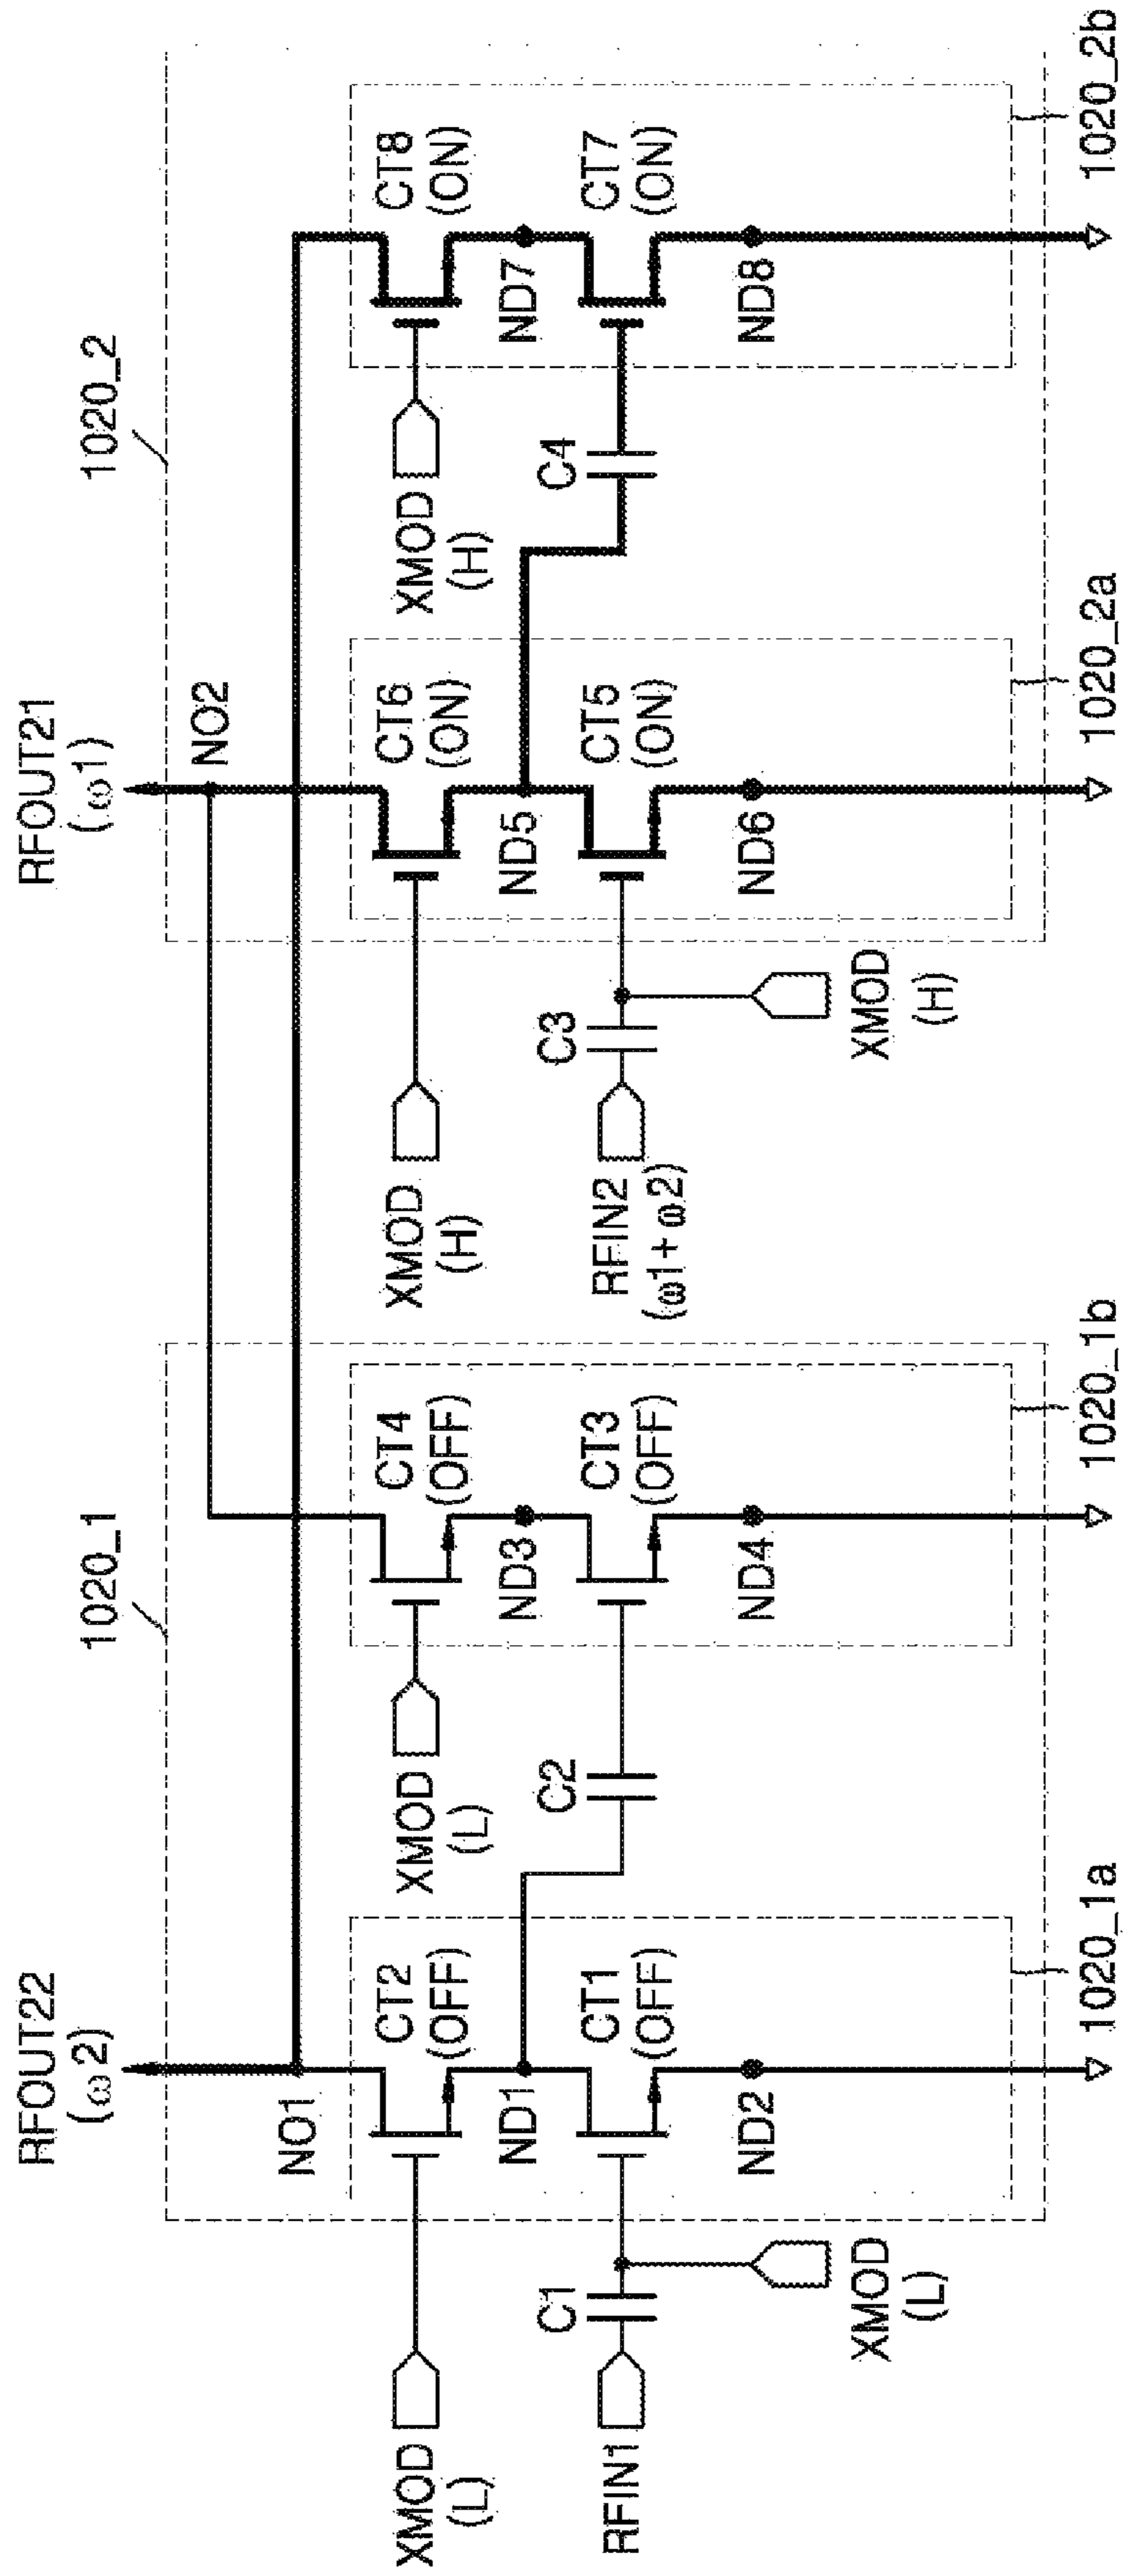 RFOUT22
(ω2)
RFOUT21
(ω1)
1020_1
1020_2
NO2
NO1
XMOD
(L)
CT2
(OFF)
XMOD
(L)
CT4
(OFF)
XMOD
(H)
CT6
(ON)
XMOD
(H)
CT8
(ON)
ND1
ND3
ND5
ND7
RFIN1
C1
CT1
(OFF)
C2
CT3
(OFF)
RFIN2
(ω1+ω2)
C3
CT5
(ON)
C4
CT7
(ON)
XMOD
(L)
ND2
ND4
XMOD
(H)
ND6
ND8
1020_1a
1020_1b
1020_2a
1020_2b